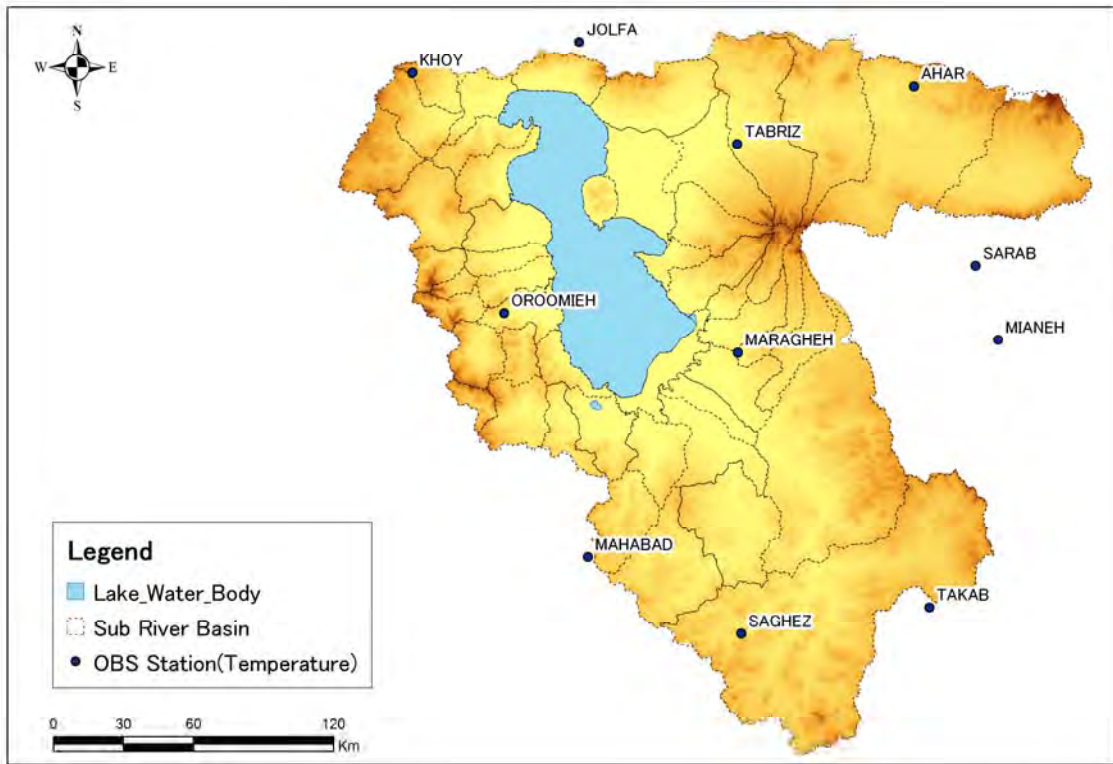 N
W E
S
JOLFA
KHOY
AHAR
TABRIZ
SARAB
OROOMIEH
MIANEH
MARAGHEH
MAHABAD
TAKAB
SAGHEZ
Legend
Lake_Water_Body
Sub River Basin
OBS Station(Temperature)
0 30 60 120
Km